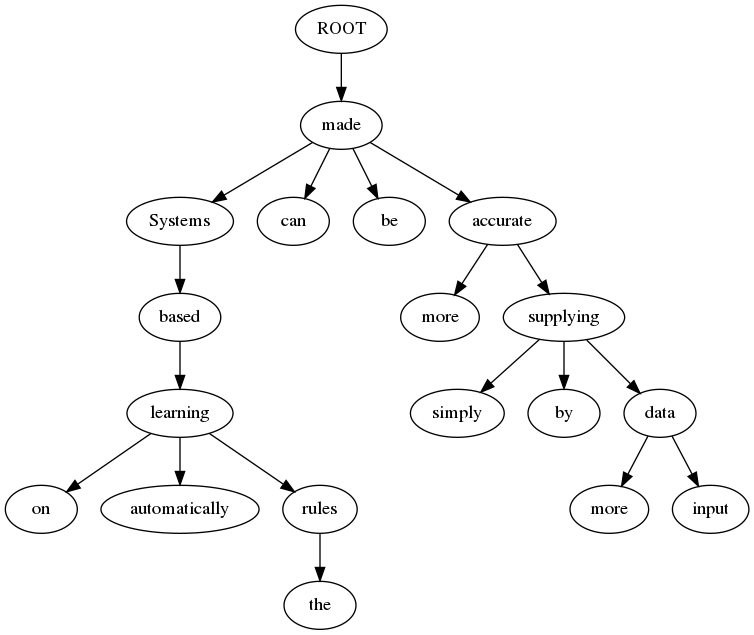 ROOT
made
Systems can be accurate
based more supplying
learning simply by data
on automatically rules more input
the